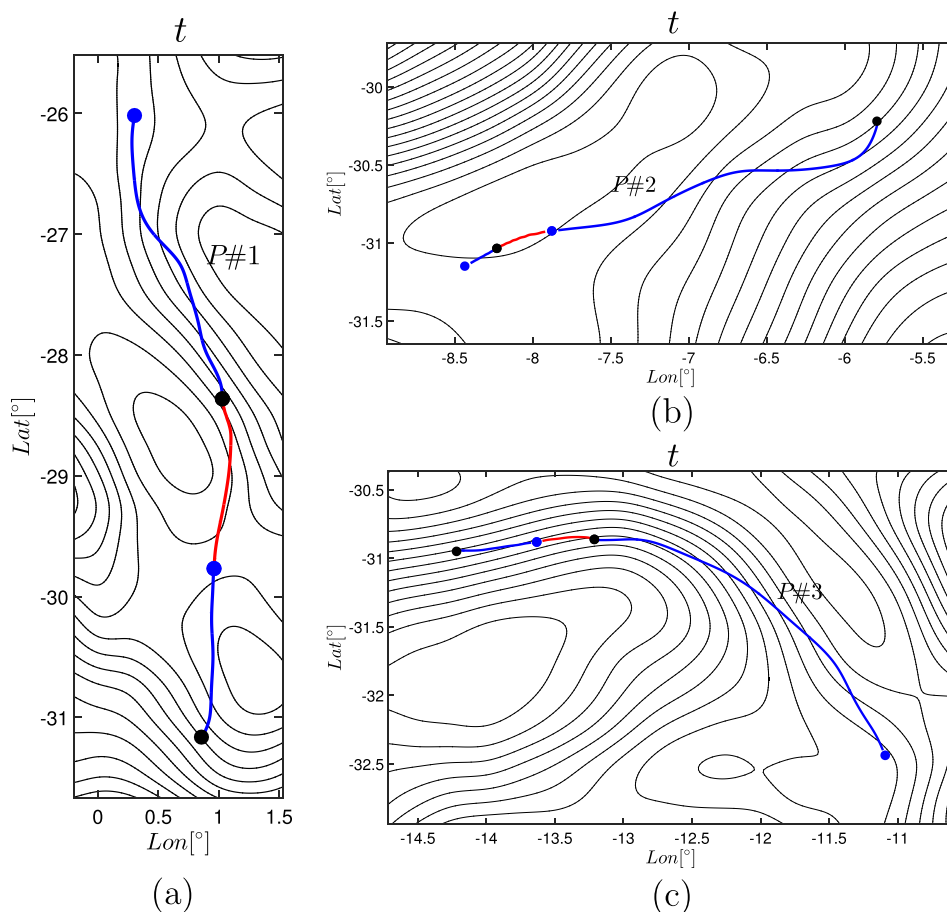 t
-26
-27
-28
-29
-30
-31
Lat[°]
P#1
0
0.5
1
1.5
Lon[°]
(a)
t
-30
-30.5
-31
-31.5
Lat[°]
P#2
-8.5
-8
-7.5
-7
-6.5
-6
-5.5
Lon[°]
(b)
t
-30.5
-31
-31.5
-32
-32.5
Lat[°]
P#3
-14.5
-14
-13.5
-13
-12.5
-12
-11.5
-11
Lon[°]
(c)